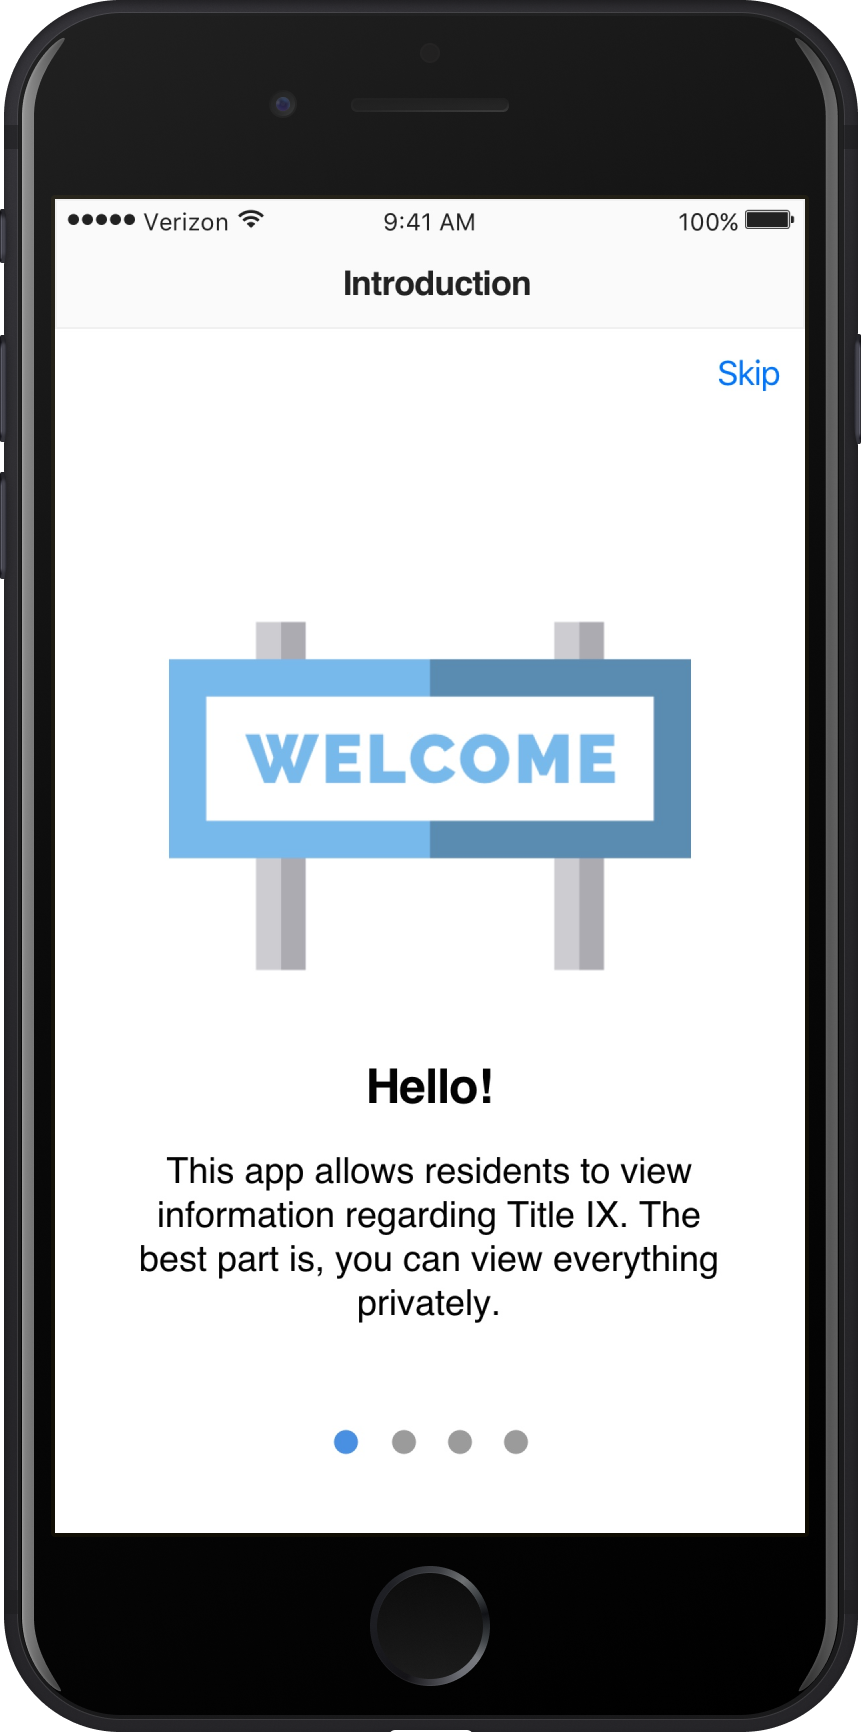 Verizon 9:41 AM 100%
Introduction
Skip
WELCOME
Hello!
This app allows residents to view
information regarding Title IX. The
best part is, you can view everything
privately.